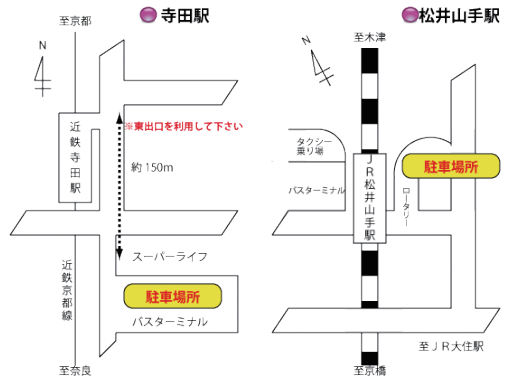 寺田駅
至京都
N
※東出口を利用して下さい
近鉄寺田駅
約150m
スーパーライフ
近鉄京都線
駐車場所
バスターミナル
至奈良
松井山手駅
至木津
N
タクシー
乗り場
駐車場所
バスターミナル
JR松井山手駅
ロータリー
至JR大住駅
至京橋